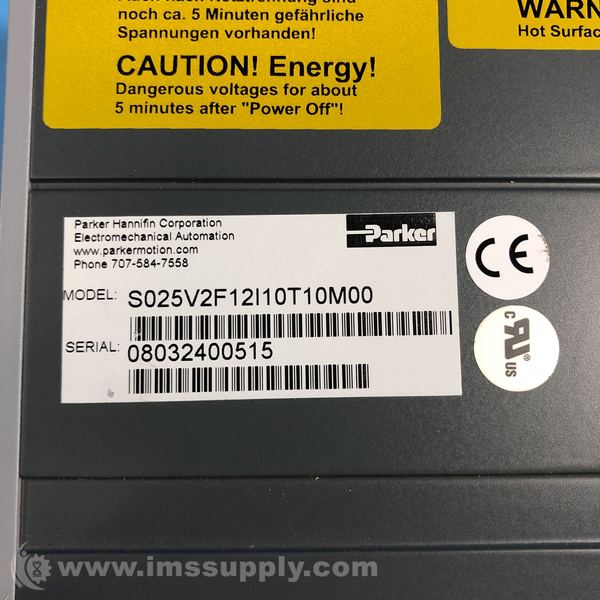 noch ca. 5 Minuten gefährliche
Spannungen vorhanden!
CAUTION! Energy!
Dangerous voltages for about
5 minutes after "Power Off"!
WARN
Hot Surfac
Parker Hannifin Corporation
Electromechanical Automation
www.parkermotion.com
Phone 707-584-7558
Parker
MODEL: S025V2F12I10T10M00
SERIAL: 08032400515
CE
c RU us
www.imssupply.com